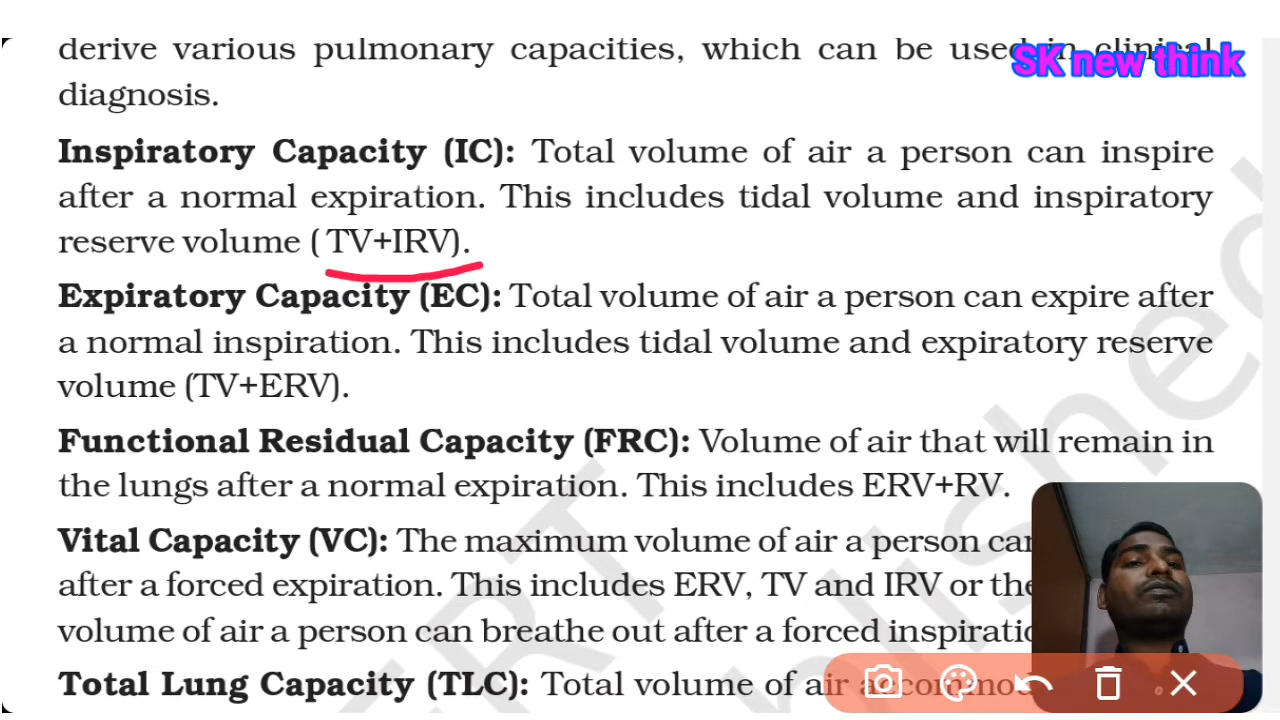 derive various pulmonary capacities, which can be used in clinical
SK new think
diagnosis.
Inspiratory Capacity (IC): Total volume of air a person can inspire
after a normal expiration. This includes tidal volume and inspiratory
reserve volume ( TV+IRV).
Expiratory Capacity (EC): Total volume of air a person can expire after
a normal inspiration. This includes tidal volume and expiratory reserve
volume (TV+ERV).
Functional Residual Capacity (FRC): Volume of air that will remain in
the lungs after a normal expiration. This includes ERV+RV.
Vital Capacity (VC): The maximum volume of air a person can
after a forced expiration. This includes ERV, TV and IRV or the
volume of air a person can breathe out after a forced
Total Lung Capacity (TLC): Total volume of air